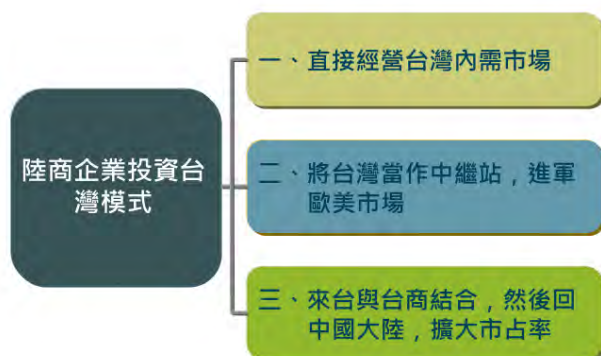 陸商企業投資台
灣模式
一、直接經營台灣內需市場
二、將台灣當作中繼站，進軍
歐美市場
三、來台與台商結合，然後回
中國大陸，擴大市占率